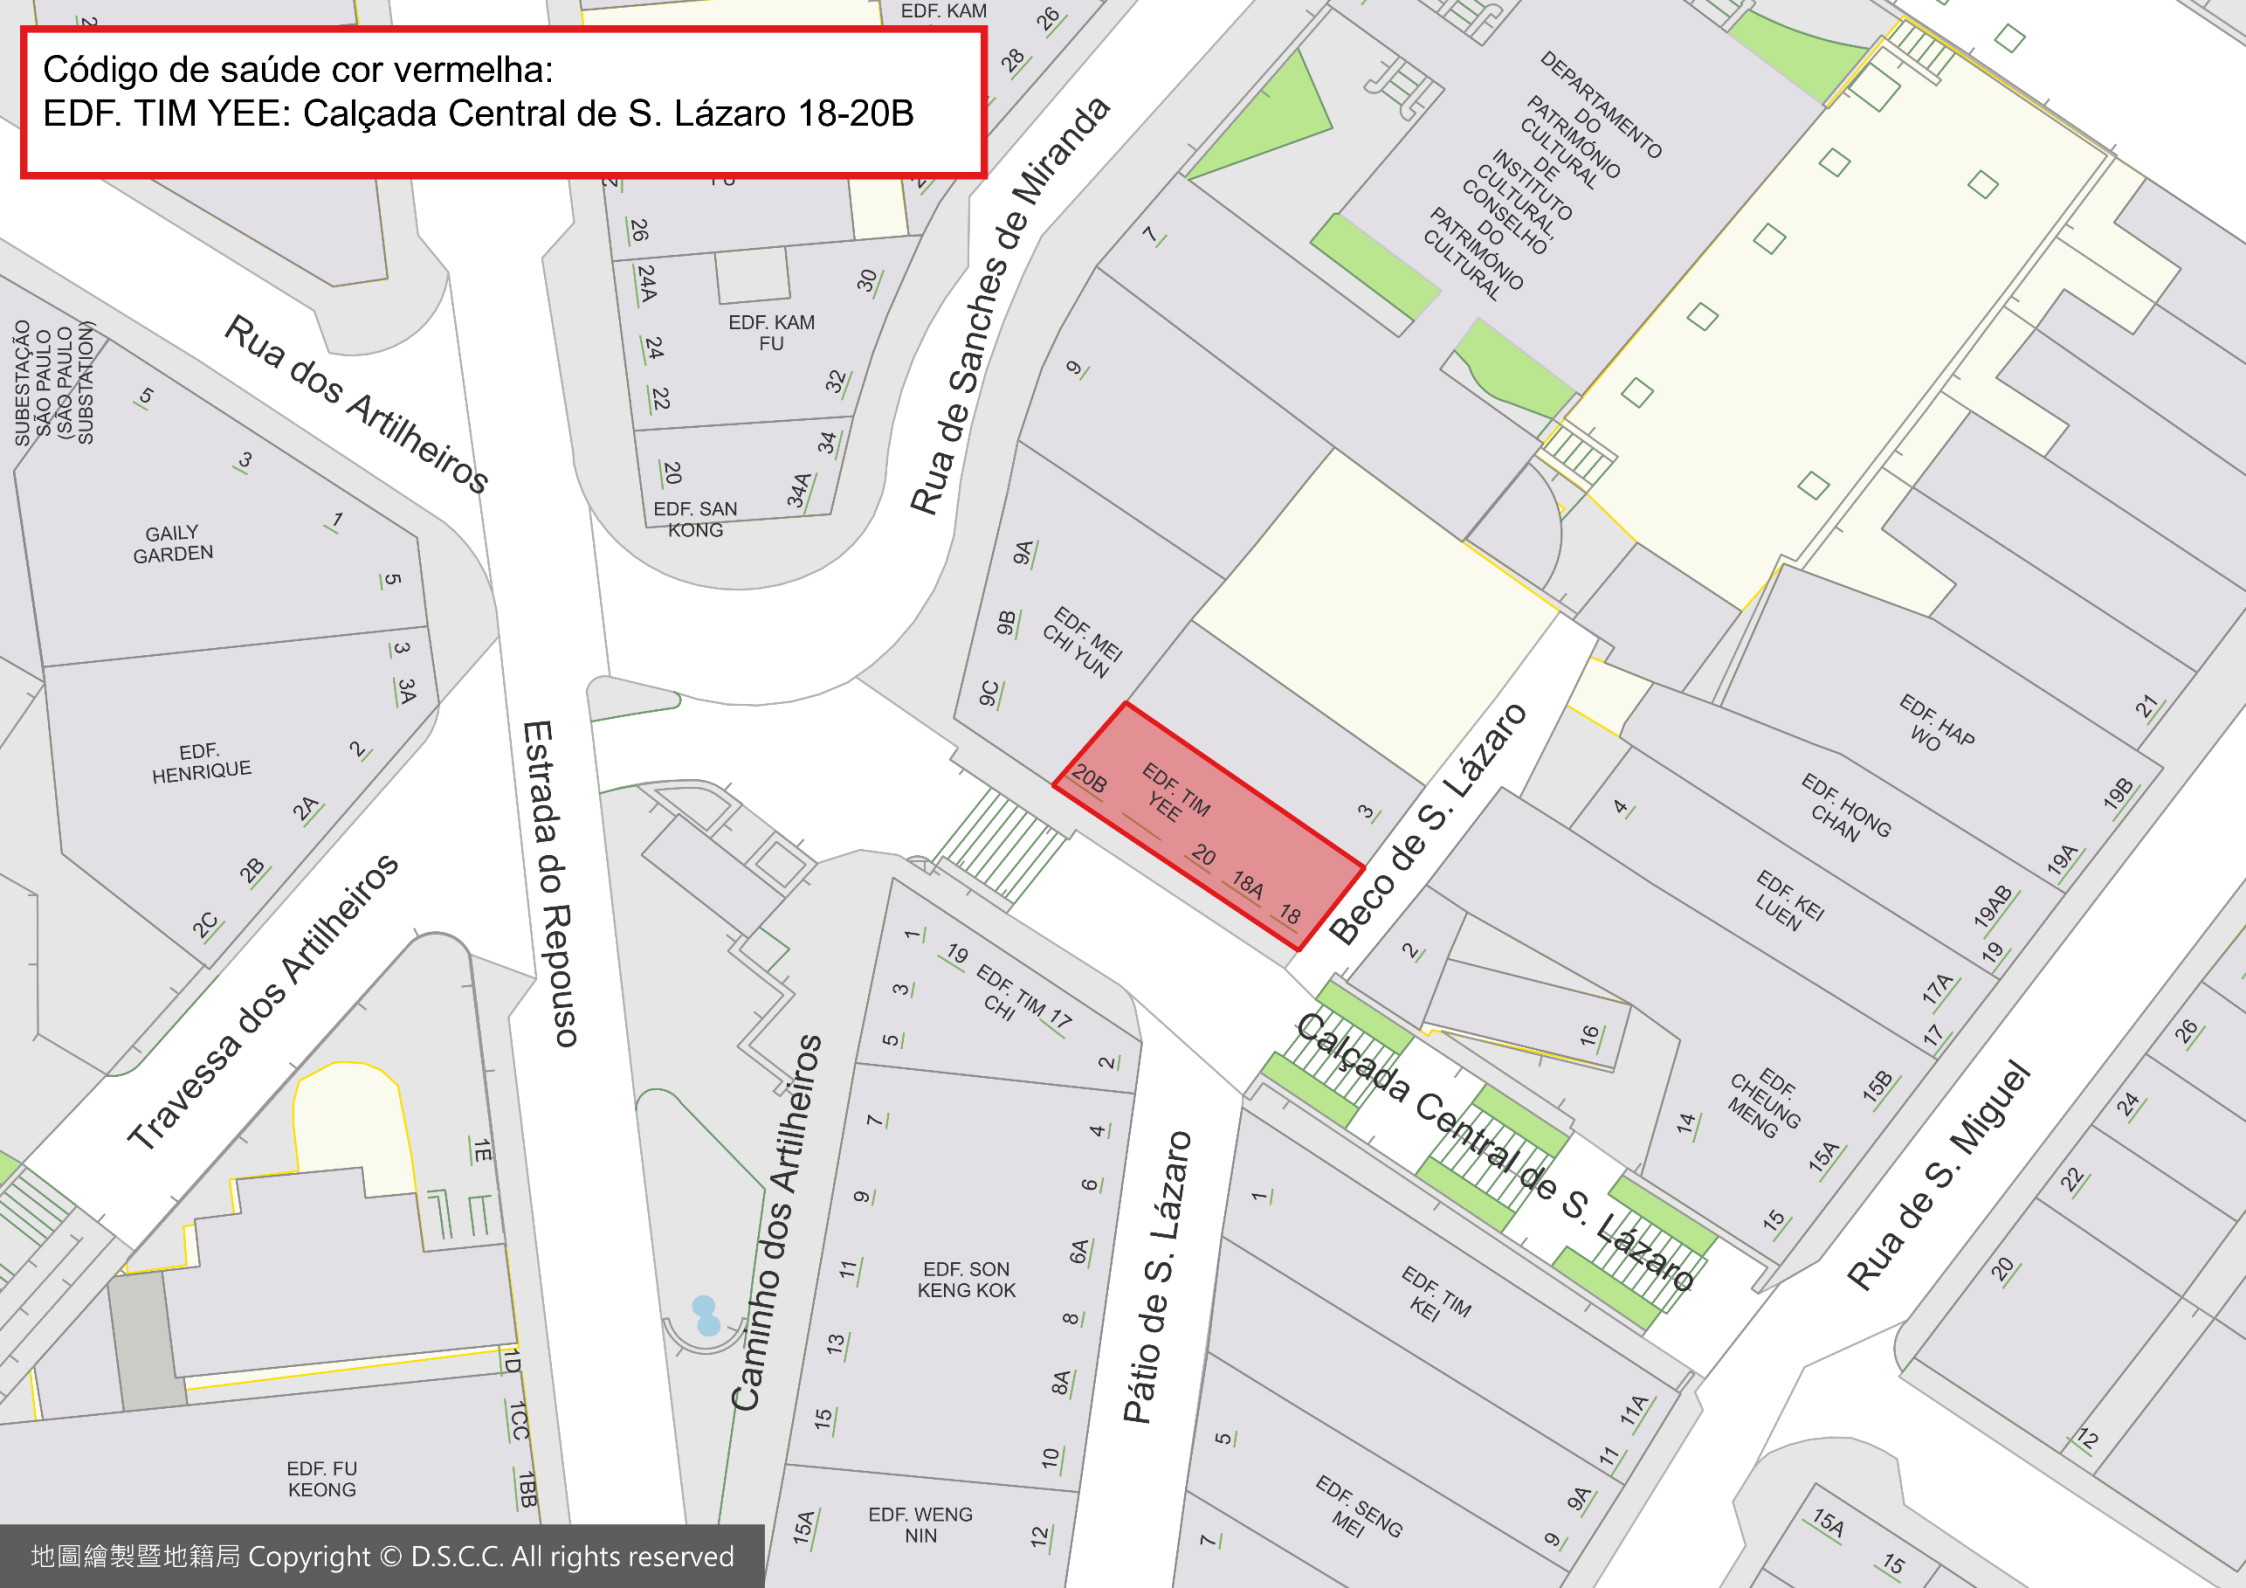 Código de saúde cor vermelha:
EDF. TIM YEE: Calçada Central de S. Lázaro 18-20B
EDF. KAM
26
28
26
24A
24
22
20
EDF. KAM
FU
30
32
34
34A
EDF. SAN
KONG
Rua de Sanches de Miranda
DEPARTAMENTO
DO
PATRIMÓNIO
CULTURAL
DE
INSTITUTO
CULTURAL,
CONSELHO
DO
PATRIMÓNIO
CULTURAL
7
9
9A
9B
9C
EDF. MEI
CHI YUN
Rua dos Artilheiros
SUBESTAÇÃO
SÃO PAULO
(SÃO PAULO
SUBSTATION)
5
3
1
5
GAILY
GARDEN
3
3A
2
2A
2B
2C
EDF.
HENRIQUE
Estrada do Repouso
Travessa dos Artilheiros
EDF. TIM
YEE
20B
20
18A
18
3
Beco de S. Lázaro
EDF. HAP
WO
21
19B
EDF. HONG
CHAN
4
19A
EDF. KEI
LUEN
19AB
19
17A
17
2
16
14
EDF.
CHEUNG
MENG
15B
15A
15
Rua de S. Miguel
26
24
22
20
12
1
3
5
19
EDF. TIM
CHI
17
2
Calçada Central de S. Lázaro
Caminho dos Artilheiros
7
9
11
13
15
EDF. SON
KENG KOK
4
6
6A
8
8A
10
Pátio de S. Lázaro
1
EDF. TIM
KEI
11A
11
5
EDF. SENG
MEI
9A
9
7
15A
EDF. WENG
NIN
12
1E
1D
1CC
1BB
EDF. FU
KEONG
15A
15
地圖繪製暨地籍局 Copyright © D.S.C.C. All rights reserved